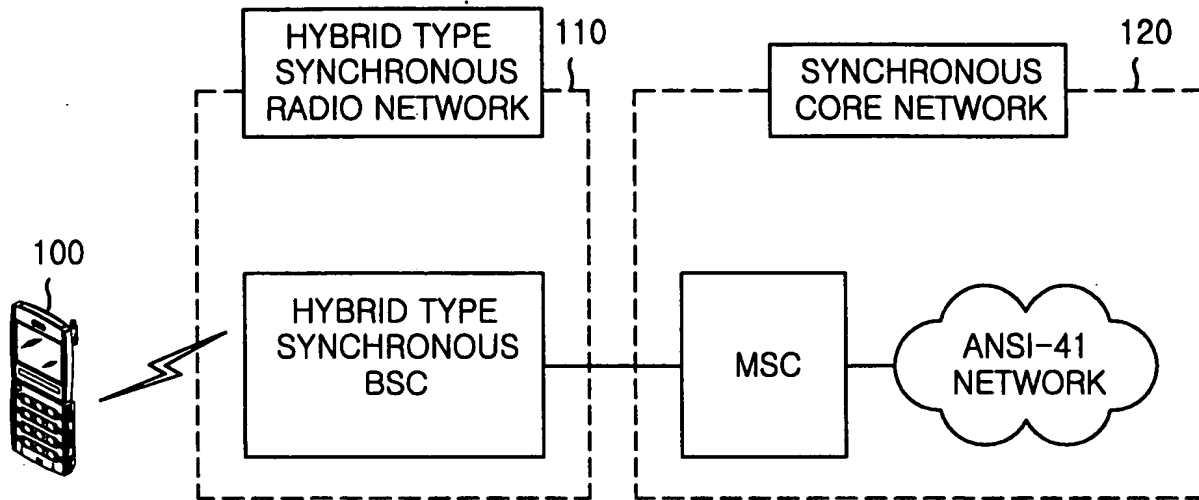 HYBRID TYPE
SYNCHRONOUS
RADIO NETWORK
110
SYNCHRONOUS
CORE NETWORK
120
100
HYBRID TYPE
SYNCHRONOUS
BSC
MSC
ANSI-41
NETWORK